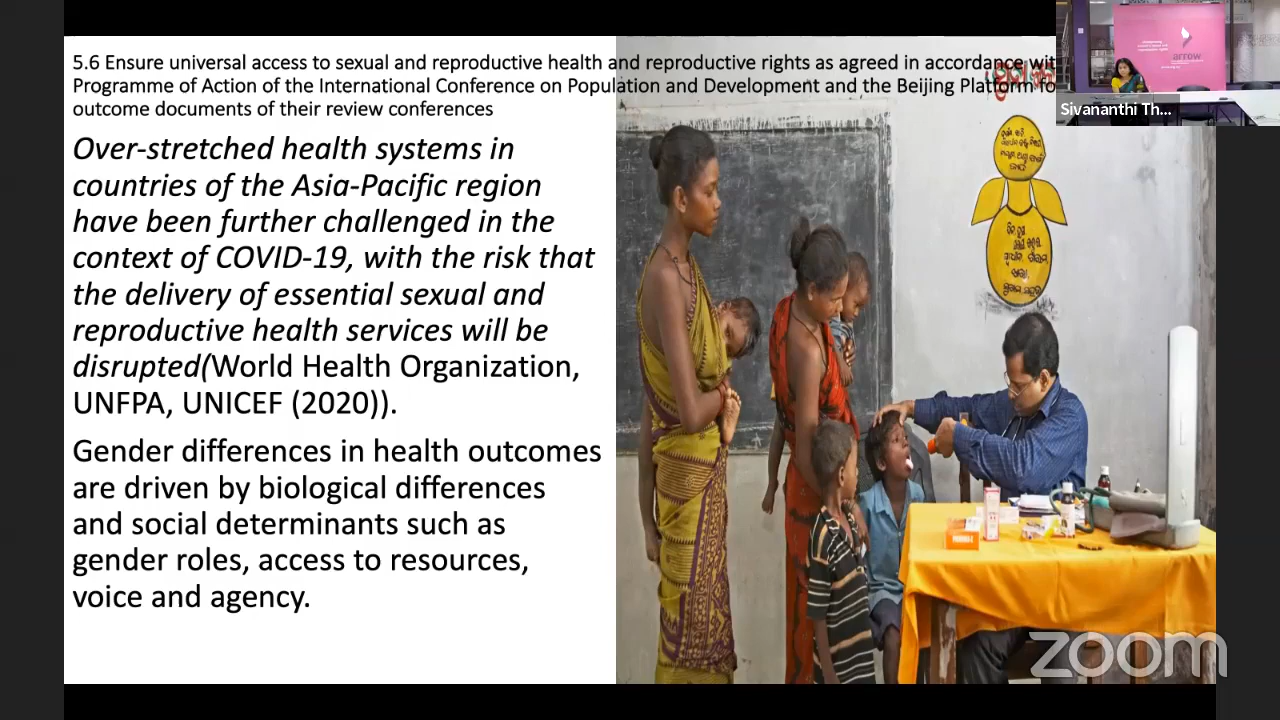 5.6 Ensure universal access to sexual and reproductive health and reproductive rights as agreed in accordance wit
Programme of Action of the International Conference on Population and Development and the Beijing Platform fo
outcome documents of their review conferences
Over-stretched health systems in
countries of the Asia-Pacific region
have been further challenged in the
context of COVID-19, with the risk that
the delivery of essential sexual and
reproductive health services will be
disrupted(World Health Organization,
UNFPA, UNICEF (2020)).
Gender differences in health outcomes
are driven by biological differences
and social determinants such as
gender roles, access to resources,
voice and agency.
arrow
Sivananthi Th...
zoom